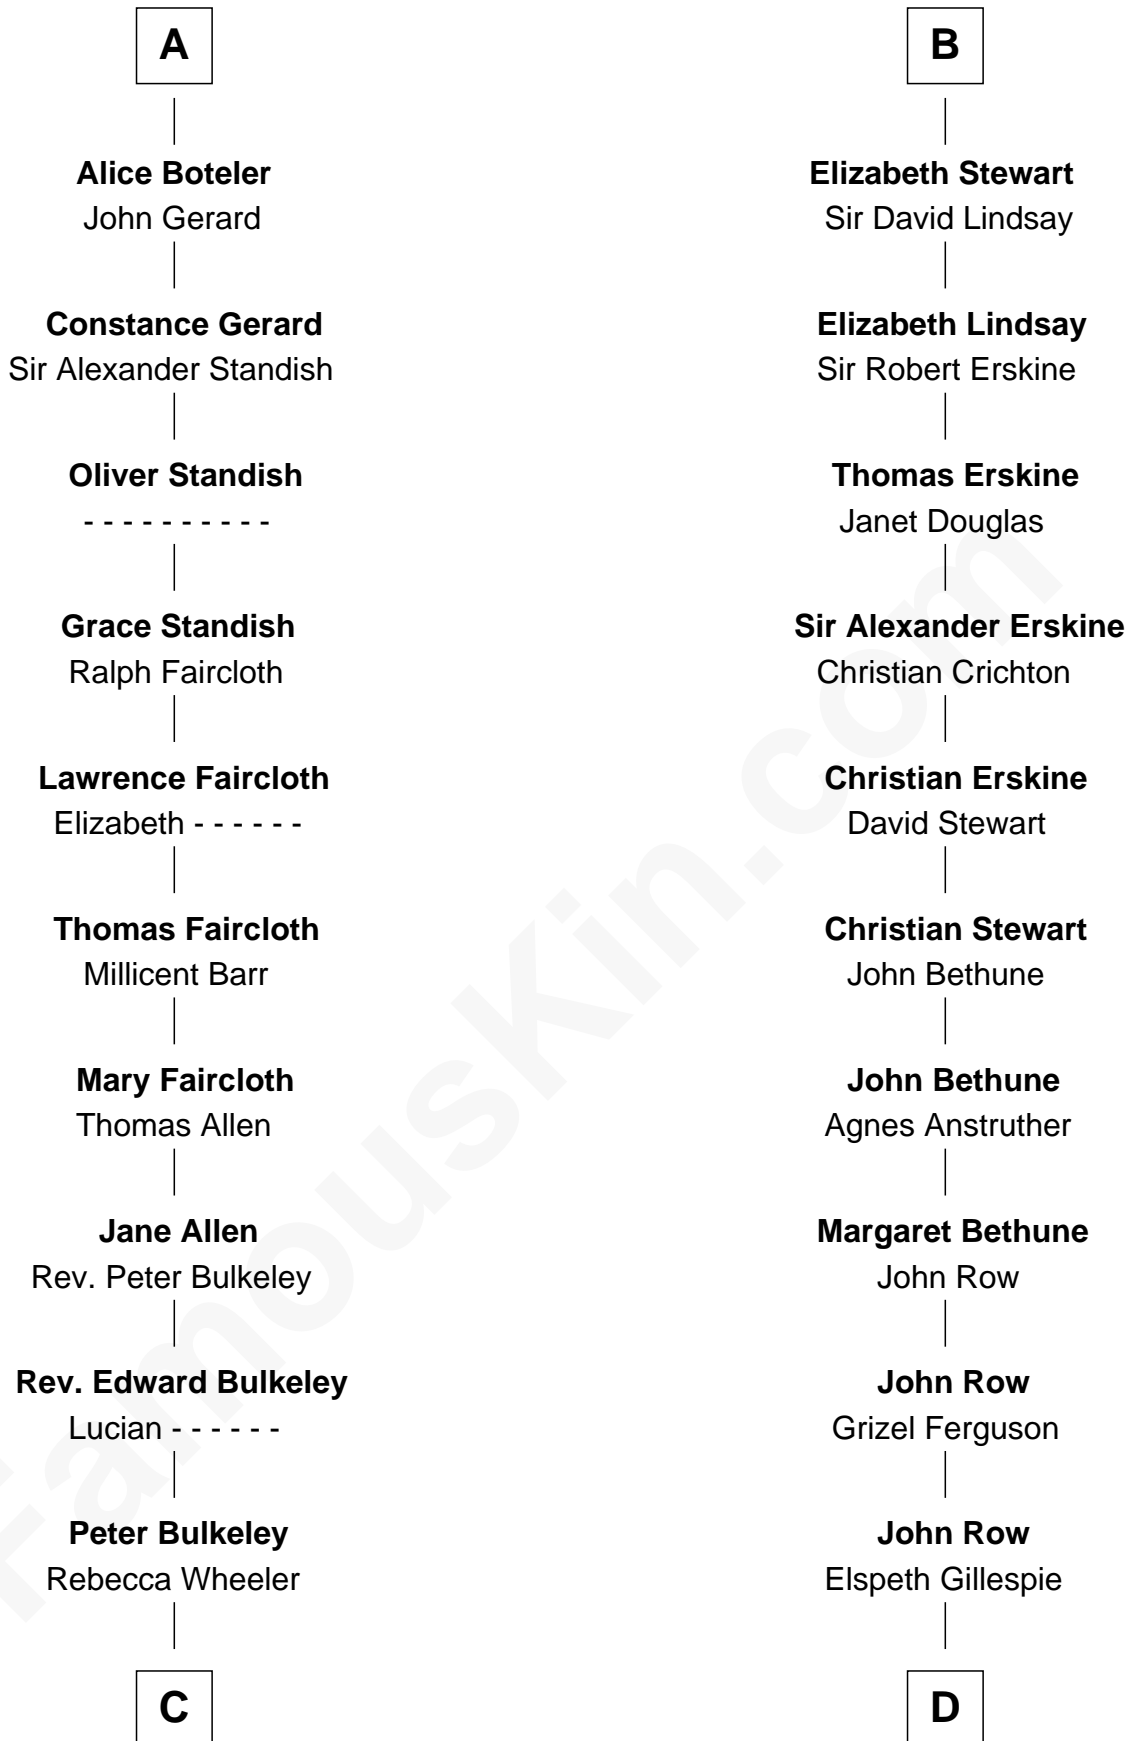 A
Alice Boteler
John Gerard
Constance Gerard
Sir Alexander Standish
Oliver Standish
- - - - - - - - - -
Grace Standish
Ralph Faircloth
Lawrence Faircloth
Elizabeth - - - - - -
Thomas Faircloth
Millicent Barr
Mary Faircloth
Thomas Allen
Jane Allen
Rev. Peter Bulkeley
Rev. Edward Bulkeley
Lucian - - - - - -
Peter Bulkeley
Rebecca Wheeler
C
B
Elizabeth Stewart
Sir David Lindsay
Elizabeth Lindsay
Sir Robert Erskine
Thomas Erskine
Janet Douglas
Sir Alexander Erskine
Christian Crichton
Christian Erskine
David Stewart
Christian Stewart
John Bethune
John Bethune
Agnes Anstruther
Margaret Bethune
John Row
John Row
Grizel Ferguson
John Row
Elspeth Gillespie
D
FamousKin.com